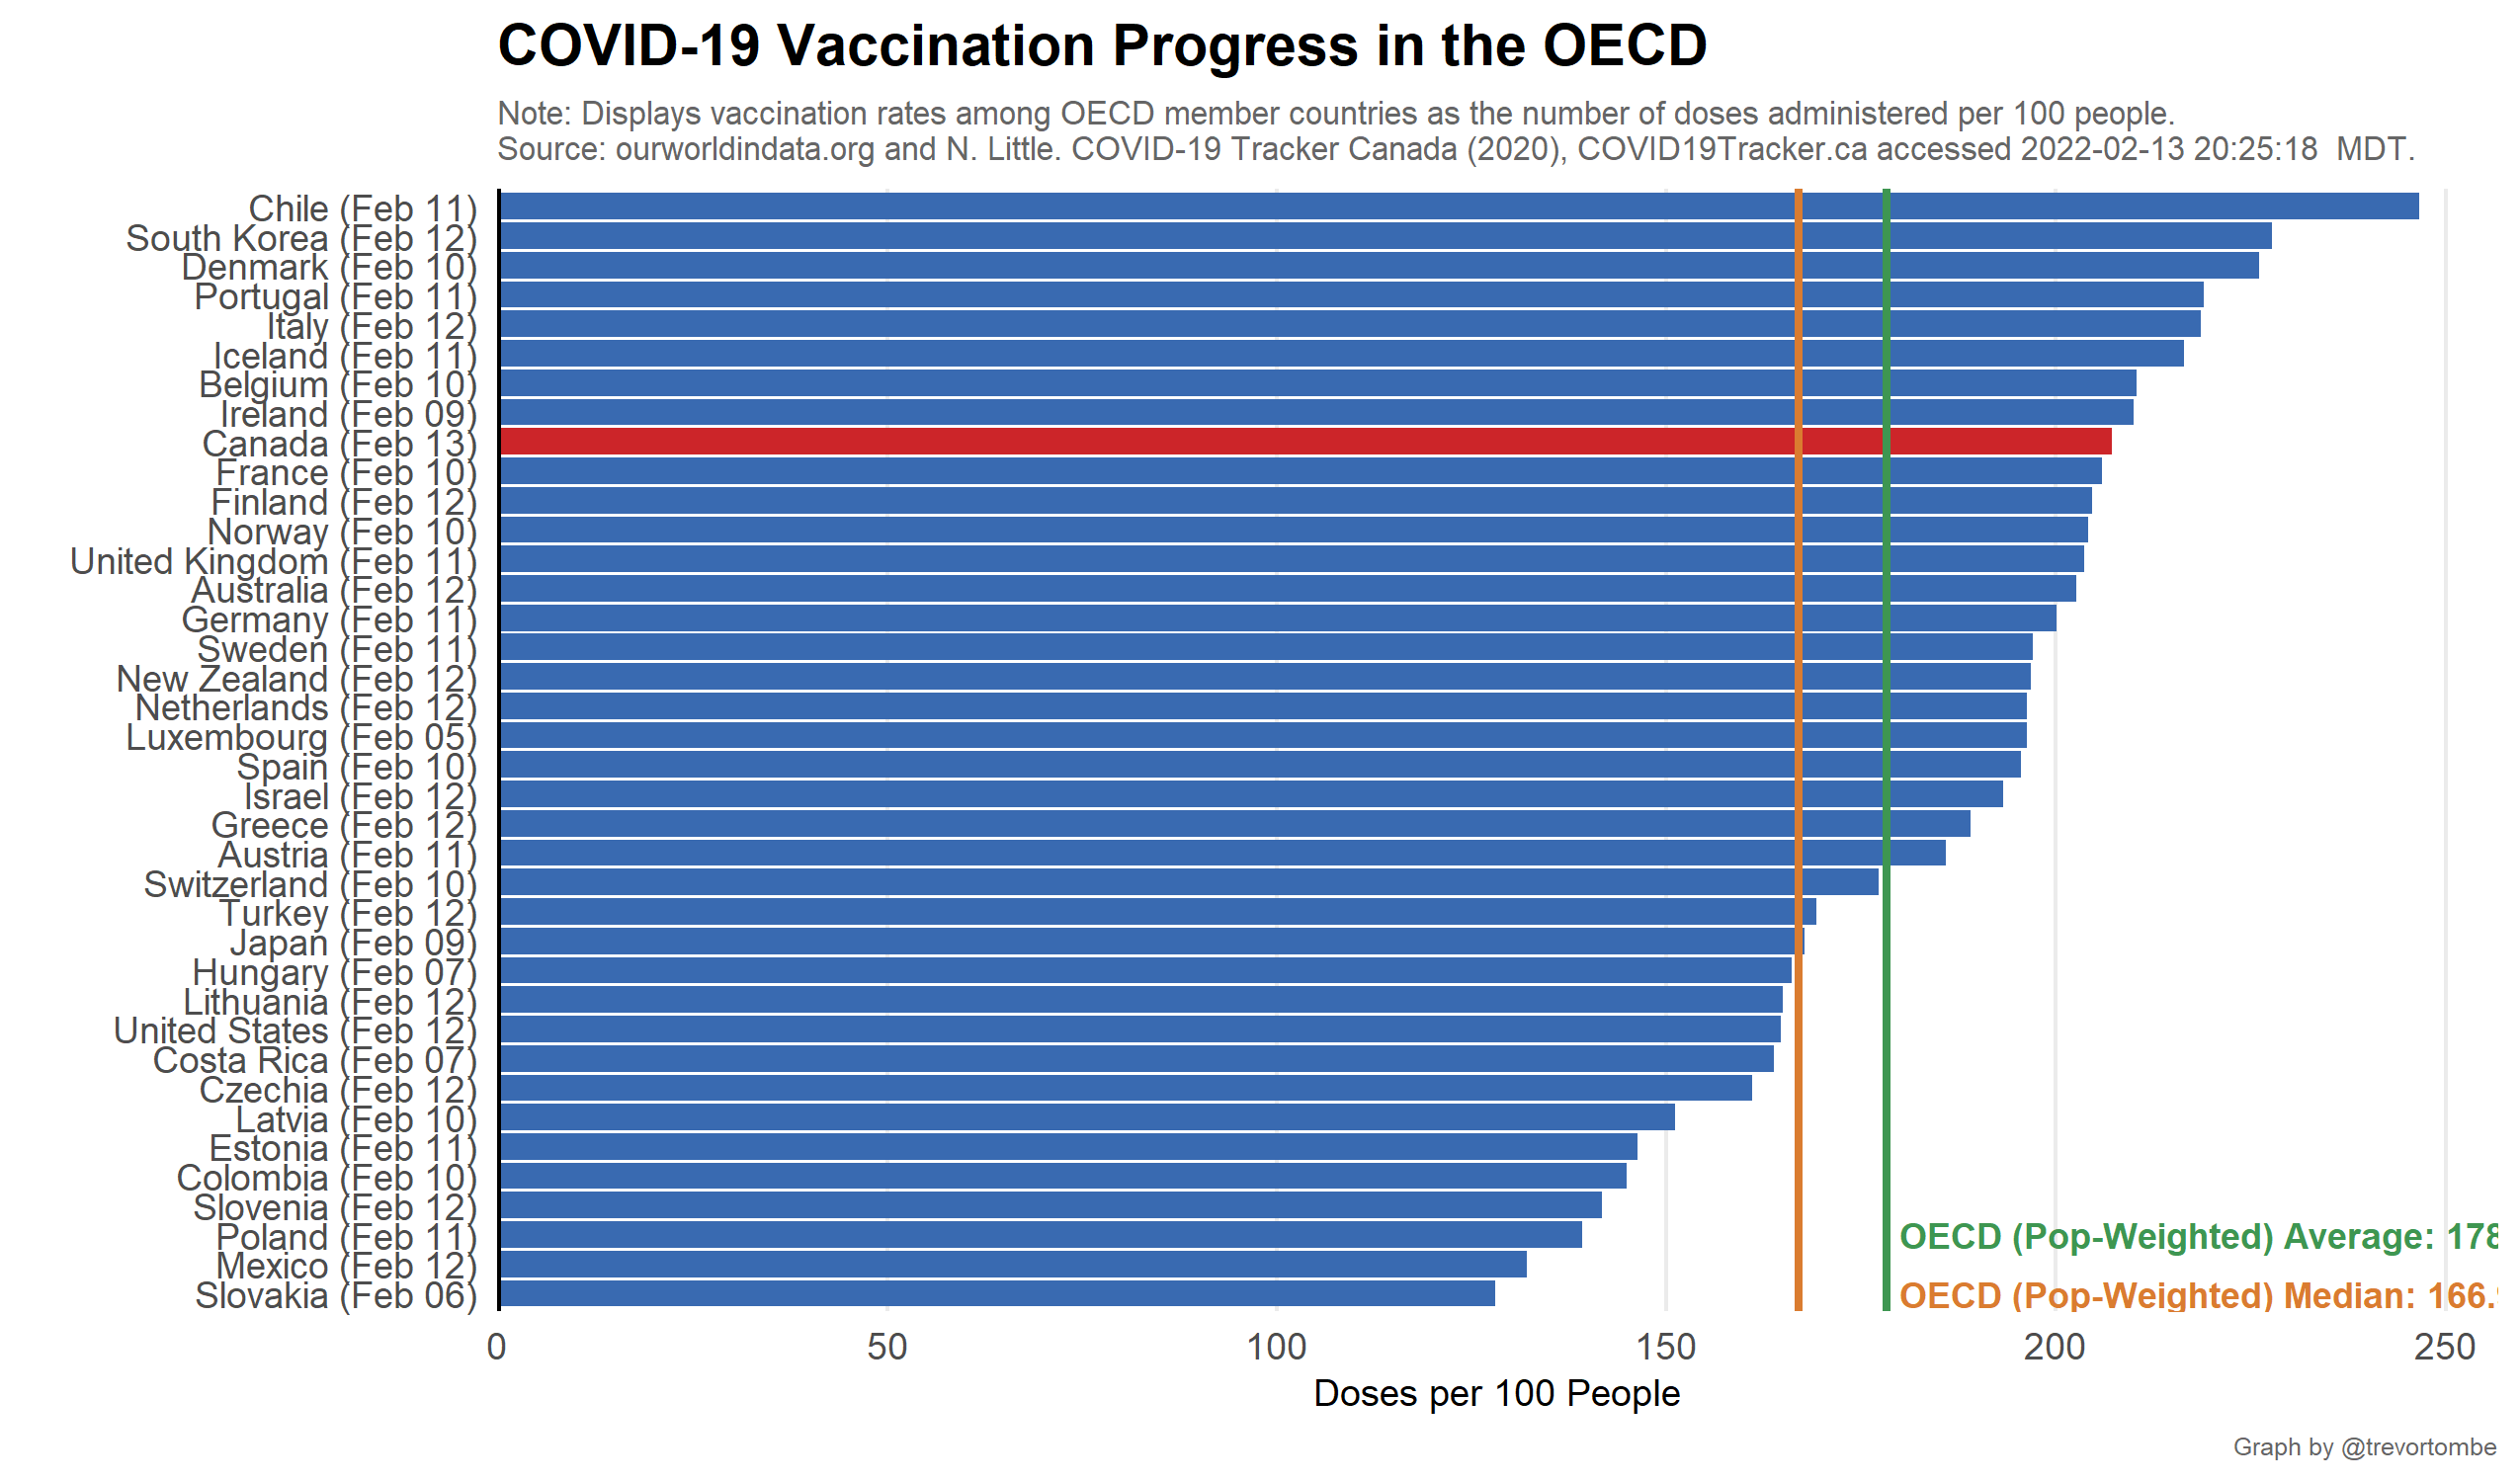 COVID-19 Vaccination Progress in the OECD
Note: Displays vaccination rates among OECD member countries as the number of doses administered per 100 people.
Source: ourworldindata.org and N. Little. COVID-19 Tracker Canada (2020), COVID19Tracker.ca accessed 2022-02-13 20:25:18 MDT.
Chile (Feb 11)
South Korea (Feb 12)
Denmark (Feb 10)
Portugal (Feb 11)
Italy (Feb 12)
Iceland (Feb 11)
Belgium (Feb 10)
Ireland (Feb 09)
Canada (Feb 13)
France (Feb 10)
Finland (Feb 12)
Norway (Feb 10)
United Kingdom (Feb 11)
Australia (Feb 12)
Germany (Feb 11)
Sweden (Feb 11)
New Zealand (Feb 12)
Netherlands (Feb 12)
Luxembourg (Feb 05)
Spain (Feb 10)
Israel (Feb 12)
Greece (Feb 12)
Austria (Feb 11)
Switzerland (Feb 10)
Turkey (Feb 12)
Japan (Feb 09)
Hungary (Feb 07)
Lithuania (Feb 12)
United States (Feb 12)
Costa Rica (Feb 07)
Czechia (Feb 12)
Latvia (Feb 10)
Estonia (Feb 11)
Colombia (Feb 10)
Slovenia (Feb 12)
Poland (Feb 11)
Mexico (Feb 12)
Slovakia (Feb 06)
OECD (Pop-Weighted) Average: 178
OECD (Pop-Weighted) Median: 166.
0 50 100 150 200 250
Doses per 100 People
Graph by @trevortombe